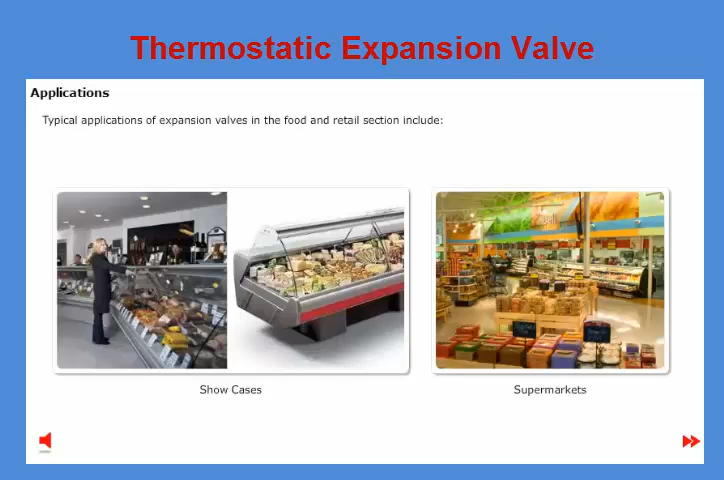 Thermostatic Expansion Valve
Applications
Typical applications of expansion valves in the food and retail section include:
Show Cases
Supermarkets